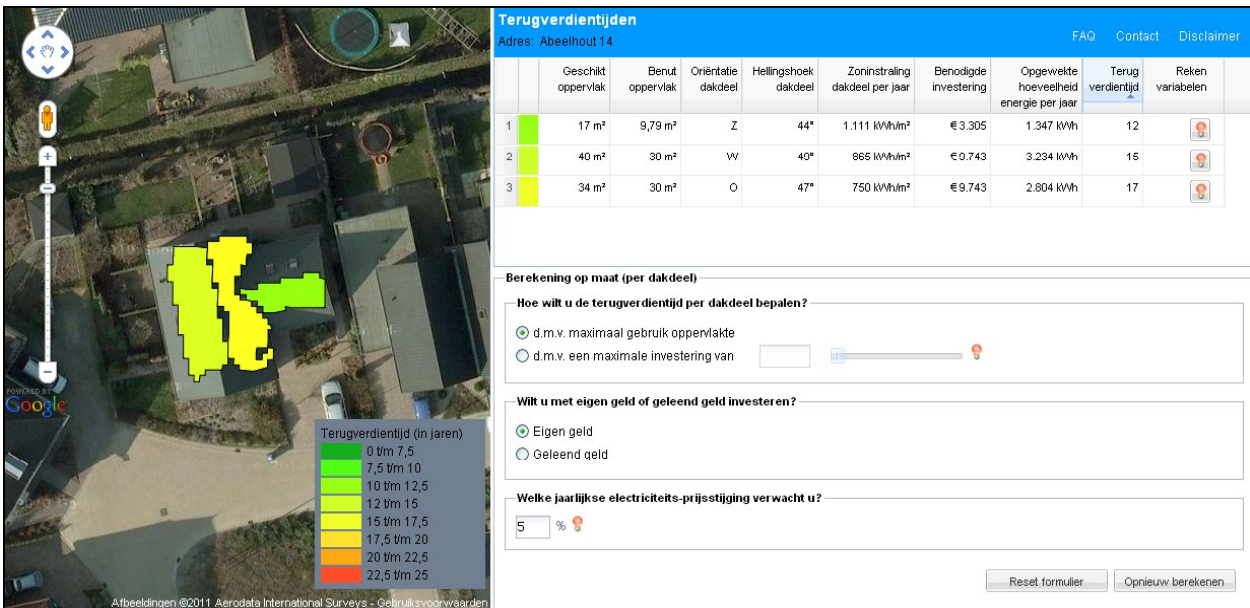 Terugverdientijden
Adres: Abeelhout 14
FAQ Contact Disclaimer
Geschikt oppervlak Benut oppervlak Oriëntatie dakdeel Hellingshoek dakdeel Zoninstraling dakdeel per jaar Benodigde investering Opgewekte hoeveelheid energie per jaar Terug verdientijd Reken variabelen
1 17 m² 9,79 m² Z 44° 1.111 kWh/m² € 3.305 1.347 kWh 12
2 40 m² 30 m² W 40° 865 kWh/m² € 9.743 3.234 kWh 15
3 34 m² 30 m² O 47° 750 kWh/m² € 9.743 2.804 kWh 17
Berekening op maat (per dakdeel)
Hoe wilt u de terugverdientijd per dakdeel bepalen?
d.m.v. maximaal gebruik oppervlakte
d.m.v. een maximale investering van
Wilt u met eigen geld of geleend geld investeren?
Eigen geld
Geleend geld
Welke jaarlijkse electriciteits-prijsstijging verwacht u?
5 %
Reset formulier Opnieuw berekenen
POWERED BY
Google
Terugverdientijd (in jaren)
0 t/m 7,5
7,5 t/m 10
10 t/m 12,5
12 t/m 15
15 t/m 17,5
17,5 t/m 20
20 t/m 22,5
22,5 t/m 25
Afbeeldingen ©2011 Aerodata International Surveys - Gebruiksvoorwaarden